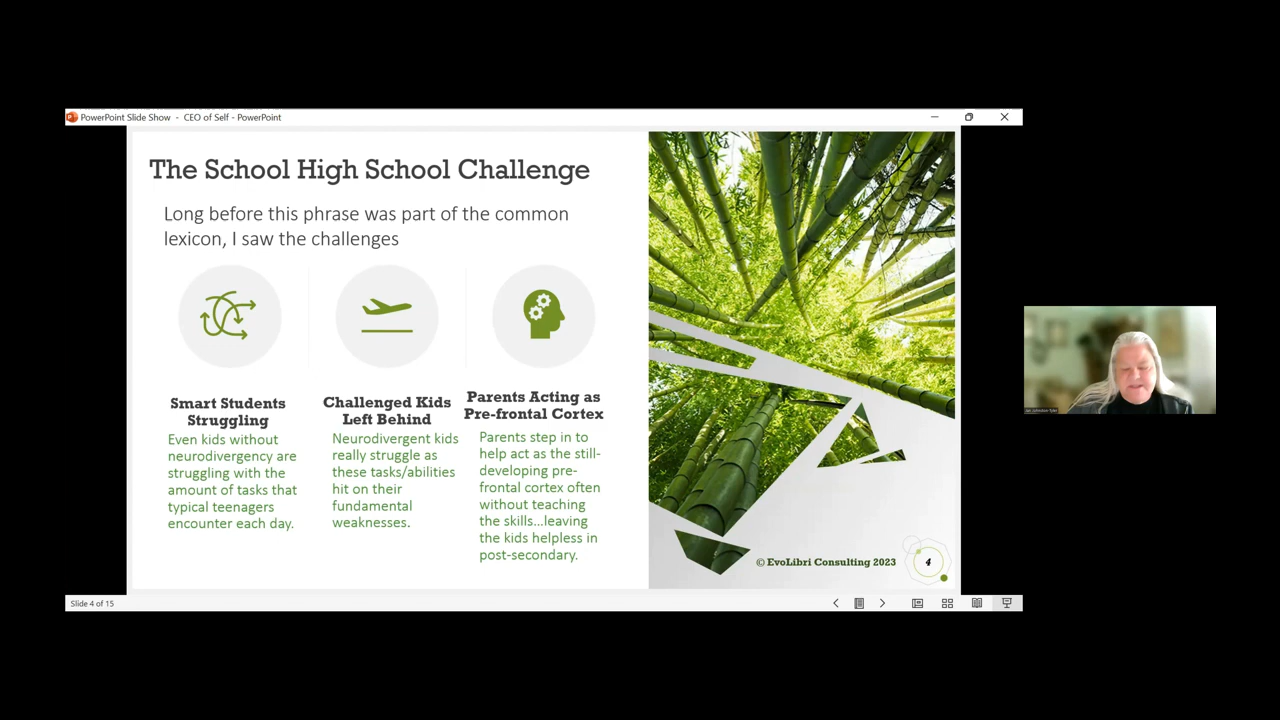 PowerPoint Slide Show - CEO of Self - PowerPoint
The School High School Challenge
Long before this phrase was part of the common
lexicon, I saw the challenges
Smart Students
Struggling
Even kids without
neurodivergency are
struggling with the
amount of tasks that
typical teenagers
encounter each day.
Challenged Kids
Left Behind
Neurodivergent kids
really struggle as
these tasks/abilities
hit on their
fundamental
weaknesses.
Parents Acting as
Pre-frontal Cortex
Parents step in to
help act as the still-
developing pre-
frontal cortex often
without teaching
the skills...leaving
the kids helpless in
post-secondary.
© EvoLibri Consulting 2023
4
Slide 4 of 15